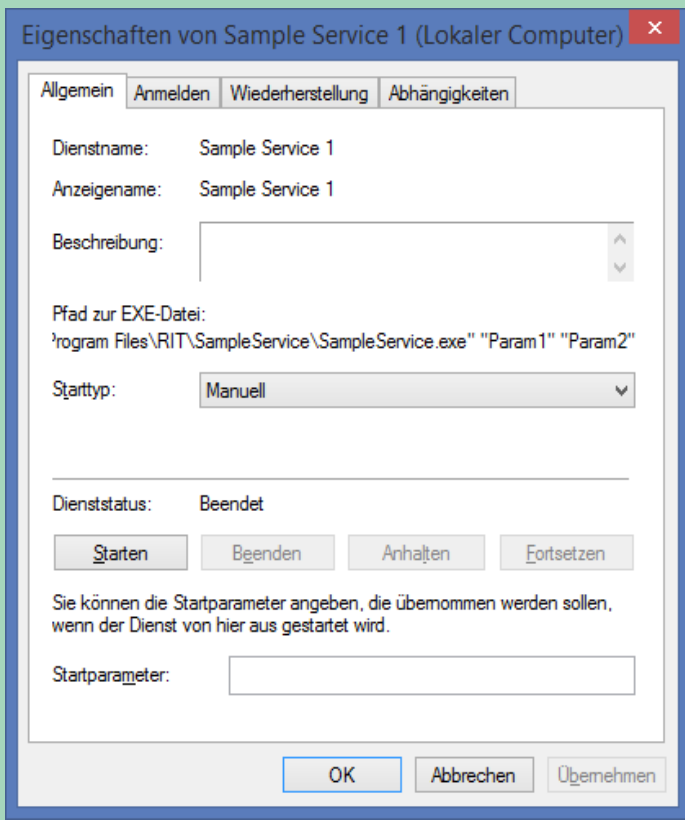 Eigenschaften von Sample Service 1 (Lokaler Computer)
Allgemein Anmelden Wiederherstellung Abhängigkeiten
Dienstname: Sample Service 1
Anzeigename: Sample Service 1
Beschreibung:
Pfad zur EXE-Datei:
Program Files\RIT\SampleService\SampleService.exe" "Param1" "Param2"
Starttyp: Manuell
Dienststatus: Beendet
Starten Beenden Anhalten Fortsetzen
Sie können die Startparameter angeben, die übernommen werden sollen,
wenn der Dienst von hier aus gestartet wird.
Startparameter:
OK Abbrechen Übernehmen